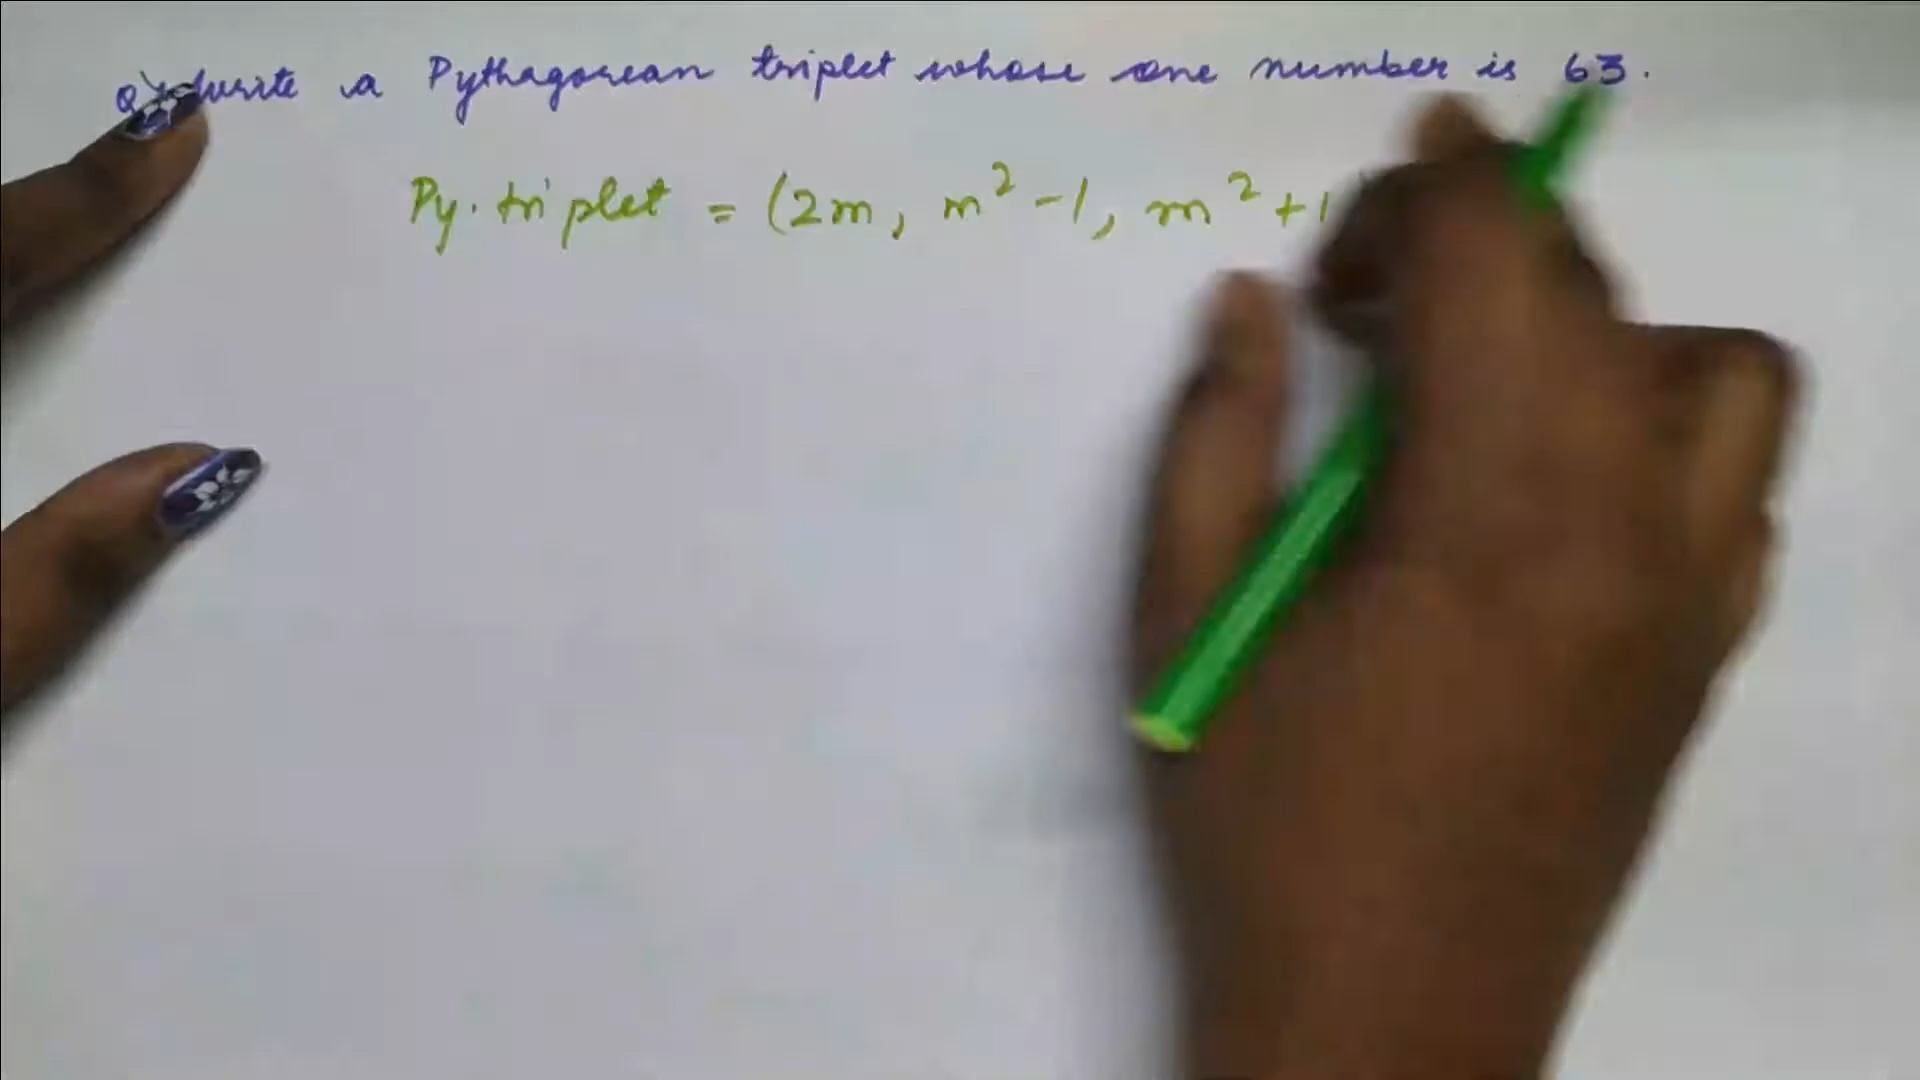 Q) Write a Pythagorean triplet whose one number is 63.
Py. triplet = (2m, m² -1, m² +1